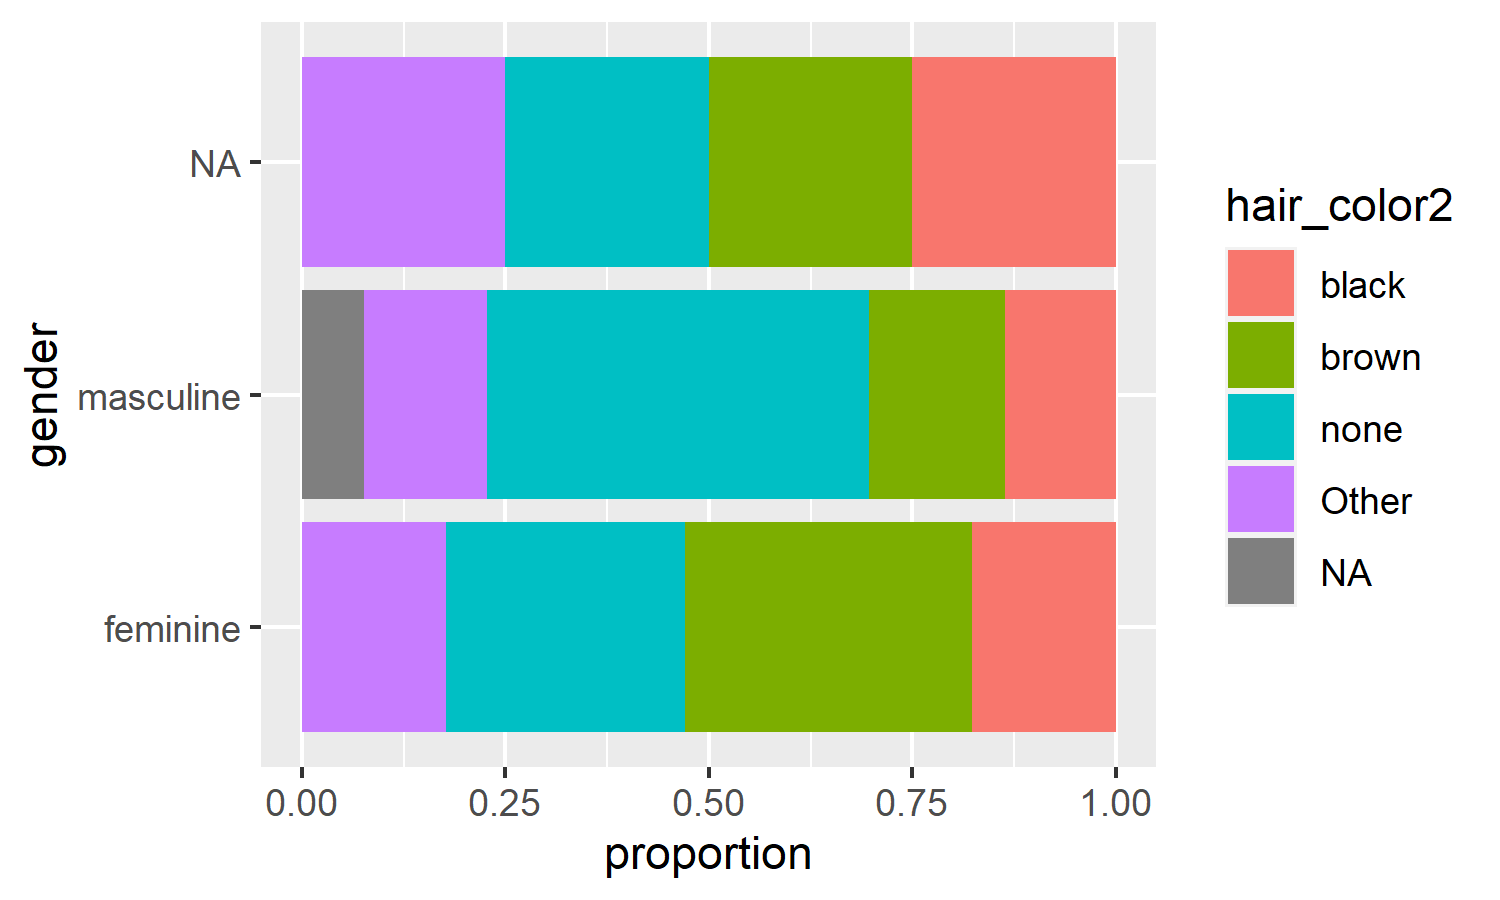 gender
NA
masculine
feminine
0.00 0.25 0.50 0.75 1.00
proportion
hair_color2
black
brown
none
Other
NA